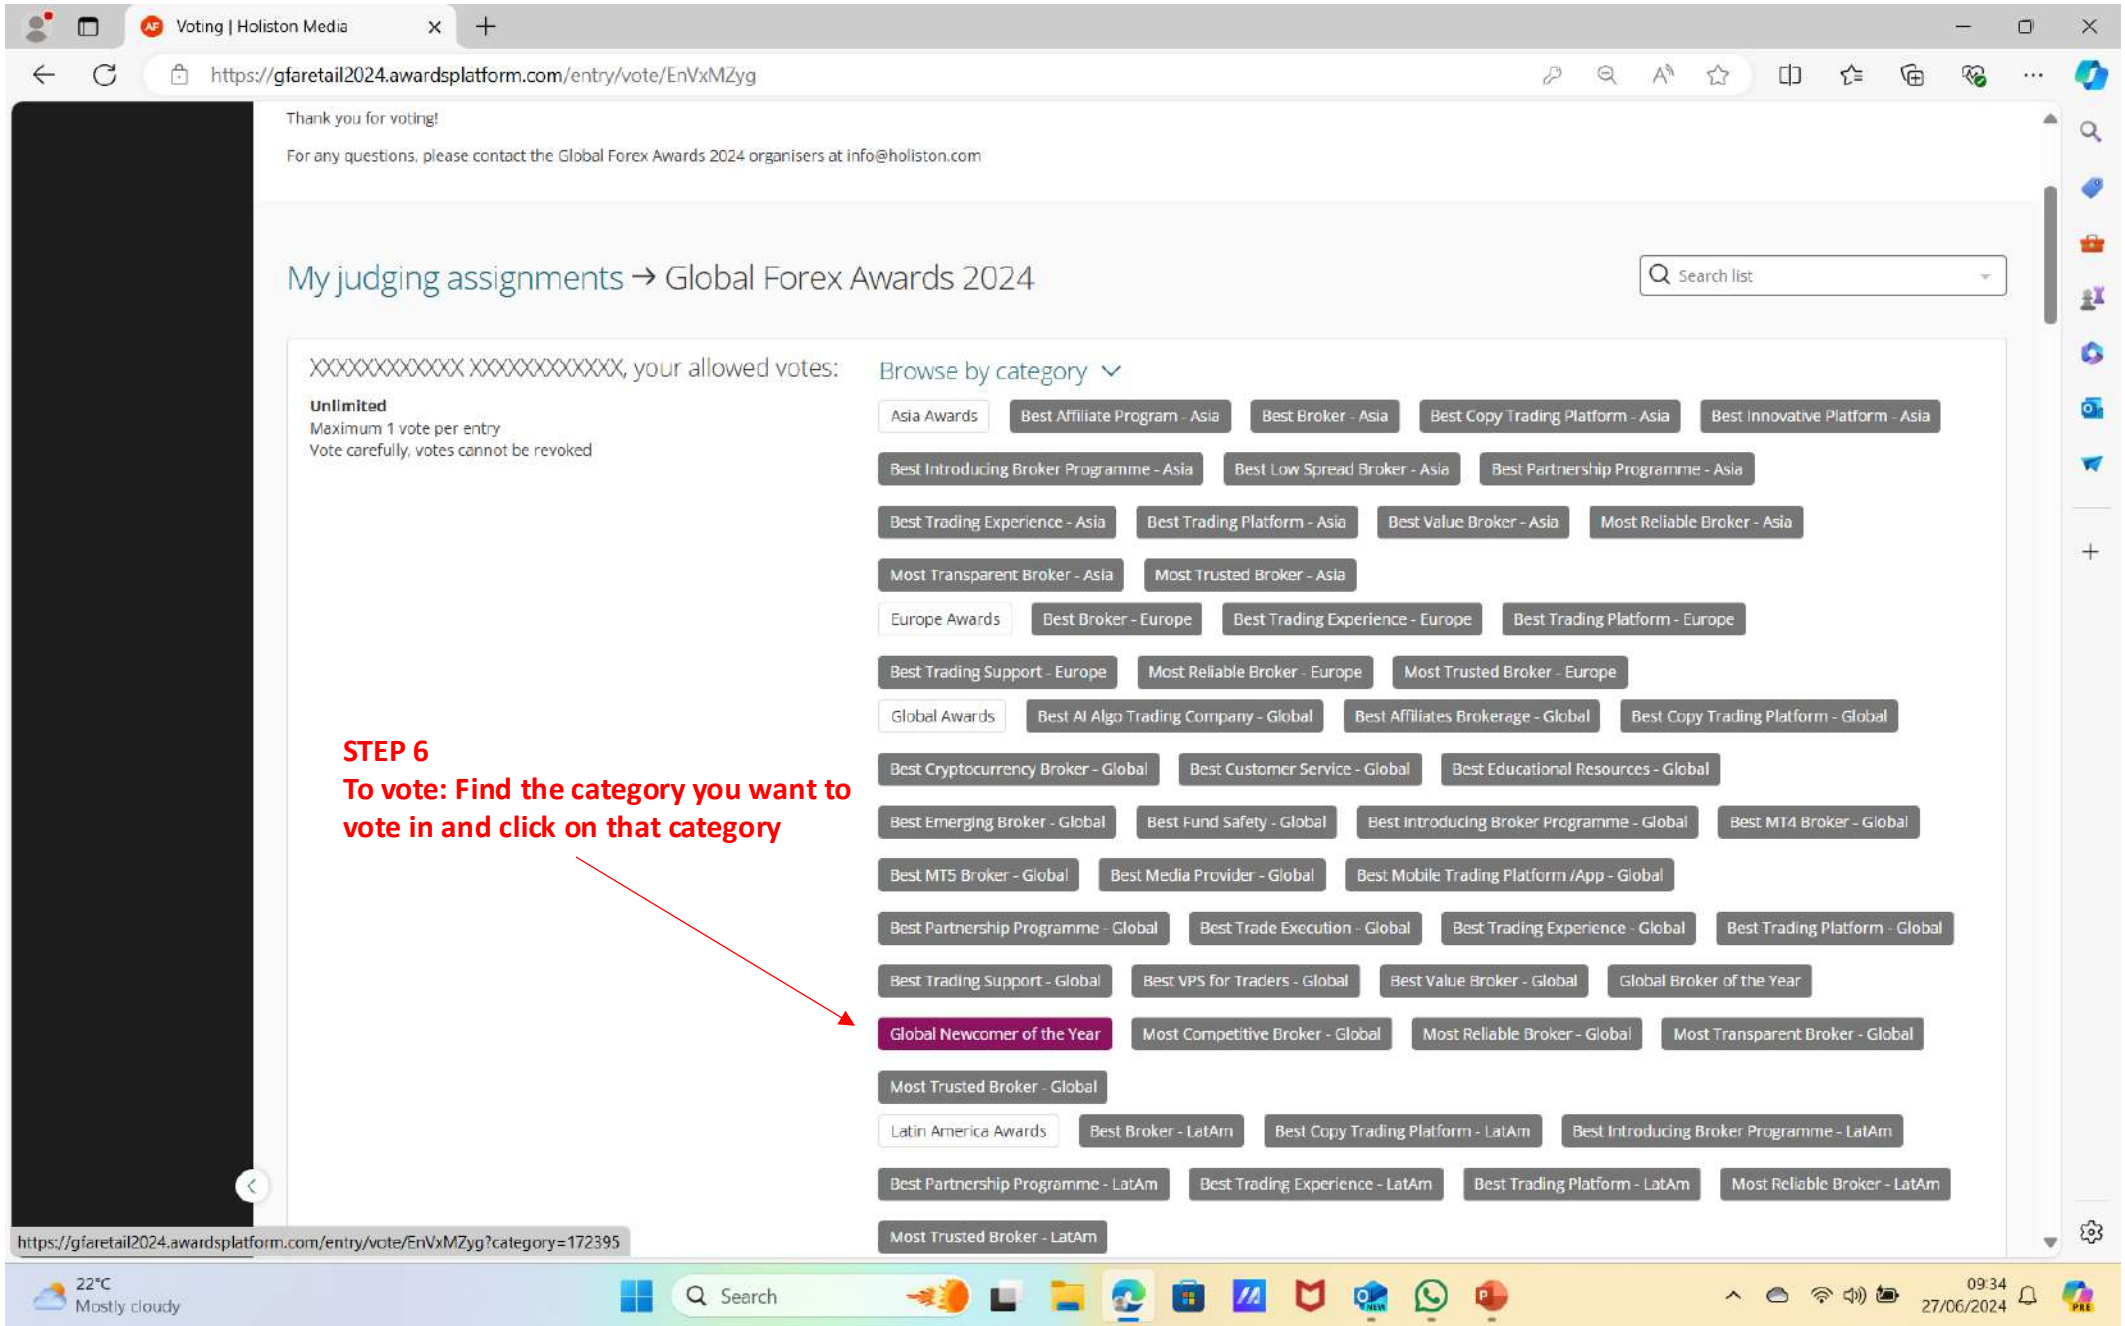 Voting | Holiston Media
https://gfaretail2024.awardsplatform.com/entry/vote/EnVxMZyg
Thank you for voting!
For any questions, please contact the Global Forex Awards 2024 organisers at info@holiston.com
My judging assignments → Global Forex Awards 2024
Search list
XXXXXXXXXXXX XXXXXXXXXXXX, your allowed votes:
Unlimited
Maximum 1 vote per entry
Vote carefully, votes cannot be revoked
Browse by category
Asia Awards Best Affiliate Program - Asia Best Broker - Asia Best Copy Trading Platform - Asia Best Innovative Platform - Asia
Best Introducing Broker Programme - Asia Best Low Spread Broker - Asia Best Partnership Programme - Asia
Best Trading Experience - Asia Best Trading Platform - Asia Best Value Broker - Asia Most Reliable Broker - Asia
Most Transparent Broker - Asia Most Trusted Broker - Asia
Europe Awards Best Broker - Europe Best Trading Experience - Europe Best Trading Platform - Europe
Best Trading Support - Europe Most Reliable Broker - Europe Most Trusted Broker - Europe
Global Awards Best AI Algo Trading Company - Global Best Affiliates Brokerage - Global Best Copy Trading Platform - Global
Best Cryptocurrency Broker - Global Best Customer Service - Global Best Educational Resources - Global
Best Emerging Broker - Global Best Fund Safety - Global Best Introducing Broker Programme - Global Best MT4 Broker - Global
Best MT5 Broker - Global Best Media Provider - Global Best Mobile Trading Platform /App - Global
Best Partnership Programme - Global Best Trade Execution - Global Best Trading Experience - Global Best Trading Platform - Global
Best Trading Support - Global Best VPS for Traders - Global Best Value Broker - Global Global Broker of the Year
Global Newcomer of the Year Most Competitive Broker - Global Most Reliable Broker - Global Most Transparent Broker - Global
Most Trusted Broker - Global
Latin America Awards Best Broker - LatAm Best Copy Trading Platform - LatAm Best Introducing Broker Programme - LatAm
Best Partnership Programme - LatAm Best Trading Experience - LatAm Best Trading Platform - LatAm Most Reliable Broker - LatAm
Most Trusted Broker - LatAm
STEP 6
To vote: Find the category you want to
vote in and click on that category
https://gfaretail2024.awardsplatform.com/entry/vote/EnVxMZyg?category=172395
22°C
Mostly cloudy
Search
NEW
09:34
27/06/2024
PRE